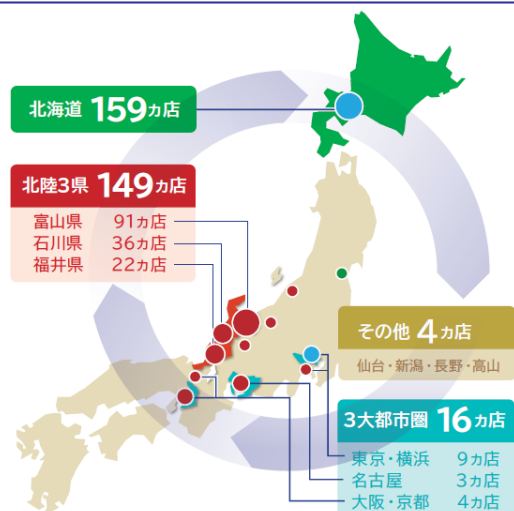 北海道 159ヵ店
北陸3県 149ヵ店
富山県 91ヵ店
石川県 36ヵ店
福井県 22ヵ店
その他 4ヵ店
仙台・新潟・長野・高山
3大都市圏 16ヵ店
東京・横浜 9ヵ店
名古屋 3ヵ店
大阪・京都 4ヵ店